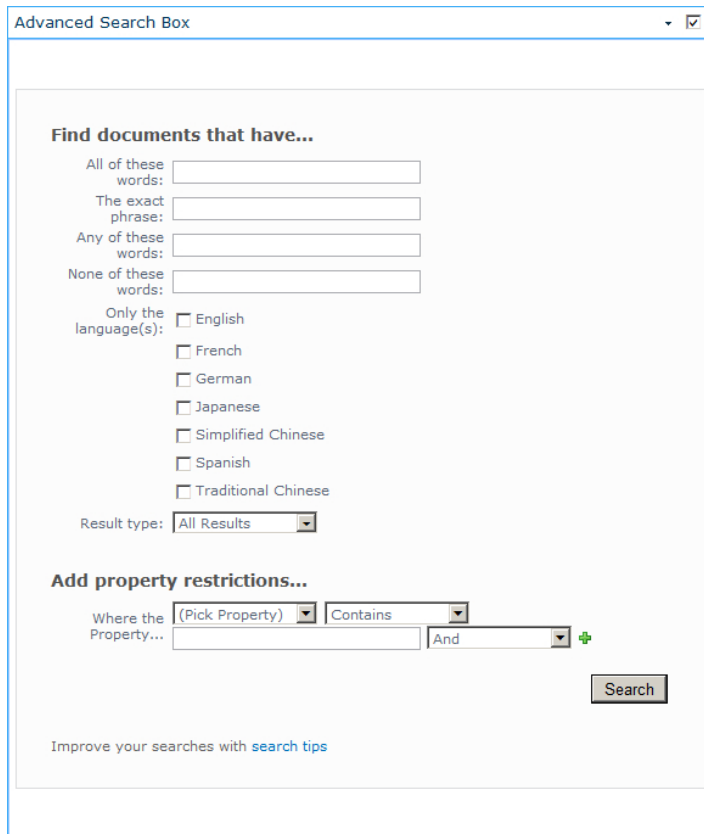 Advanced Search Box
Find documents that have...
All of these
words:
The exact
phrase:
Any of these
words:
None of these
words:
Only the
language(s):
English
French
German
Japanese
Simplified Chinese
Spanish
Traditional Chinese
Result type: All Results
Add property restrictions...
Where the
Property...
(Pick Property) Contains
And
Search
Improve your searches with search tips